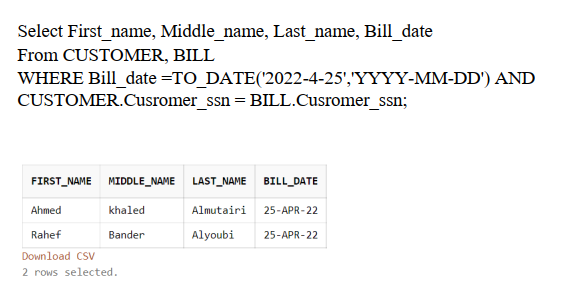 Select First_name, Middle_name, Last_name, Bill_date
From CUSTOMER, BILL
WHERE Bill_date =TO_DATE('2022-4-25','YYYY-MM-DD') AND
CUSTOMER.Cusromer_ssn = BILL.Cusromer_ssn;
FIRST_NAME MIDDLE_NAME LAST_NAME BILL_DATE
Ahmed khaled Almutairi 25-APR-22
Rahef Bander Alyoubi 25-APR-22
Download CSV
2 rows selected.